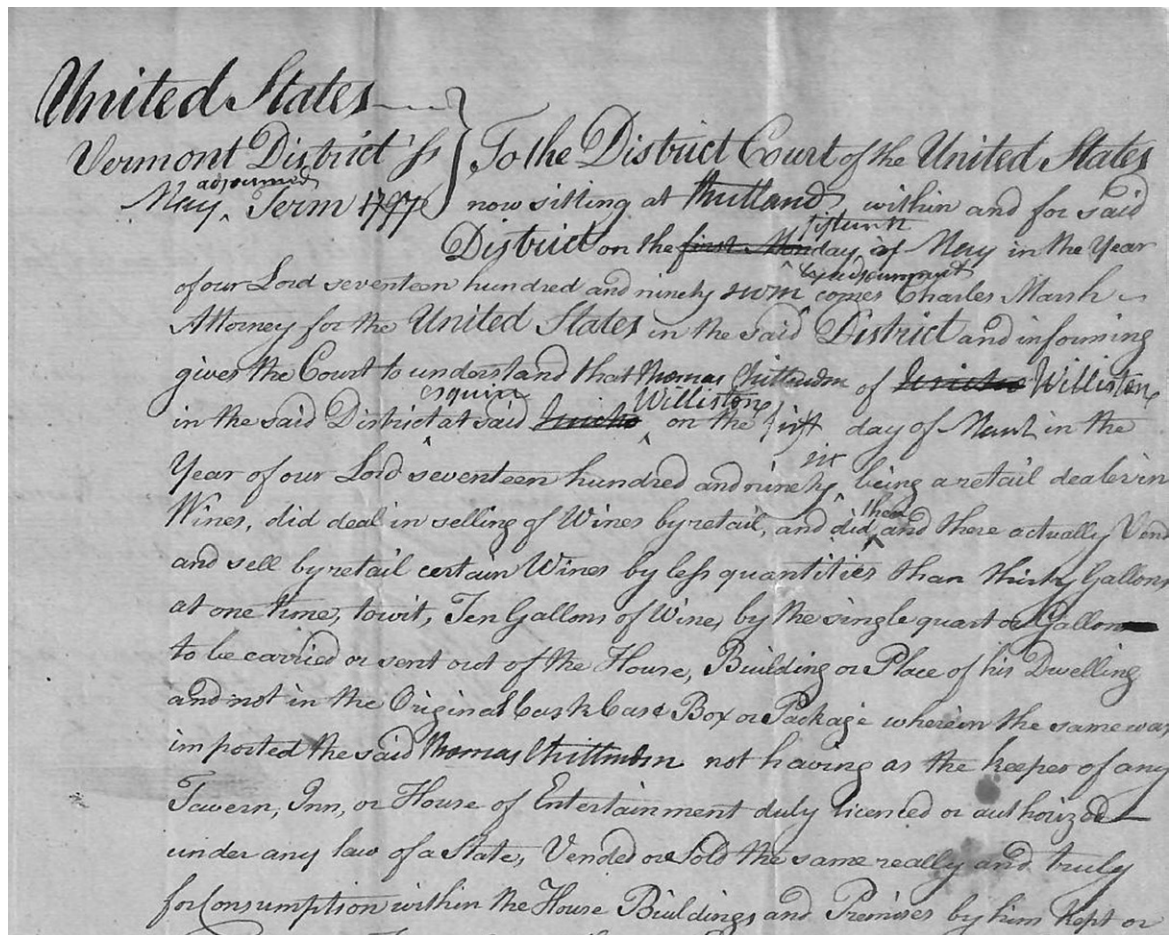 United States
Vermont District ss } To the District Court of the United States
May adjourned Term 1797 now sitting at Rutland within and for said
District on the first Monday fifteenth of May in the Year
of our Lord seventeen hundred and ninety seven by adjournment comes Charles Marsh
Attorney for the United States in the said District and informing
gives the Court to understand that Thomas Chittenden of Jericho Williston
in the said District esquire at said Jericho Williston on the first day of March in the
Year of our Lord seventeen hundred and ninety six being a retail dealer in
Wines, did deal in selling of Wines by retail, and did then and there actually Vend
and sell by retail certain Wines by less quantities than thirty Gallons
at one time, towit, Ten Gallons of Wine, by the single quart or Gallon
to be carried or sent out of the House, Building or Place of his Dwelling
and not in the Original Cask Case Box or Package wherein the same was
imported the said Thomas Chittenden not having as the keeper of any
Tavern, Inn, or House of Entertainment duly licenced or authorized
under any law of a State, Vended or Sold the same really and truly
for Consumption within the House Buildings and Premises by him Kept or